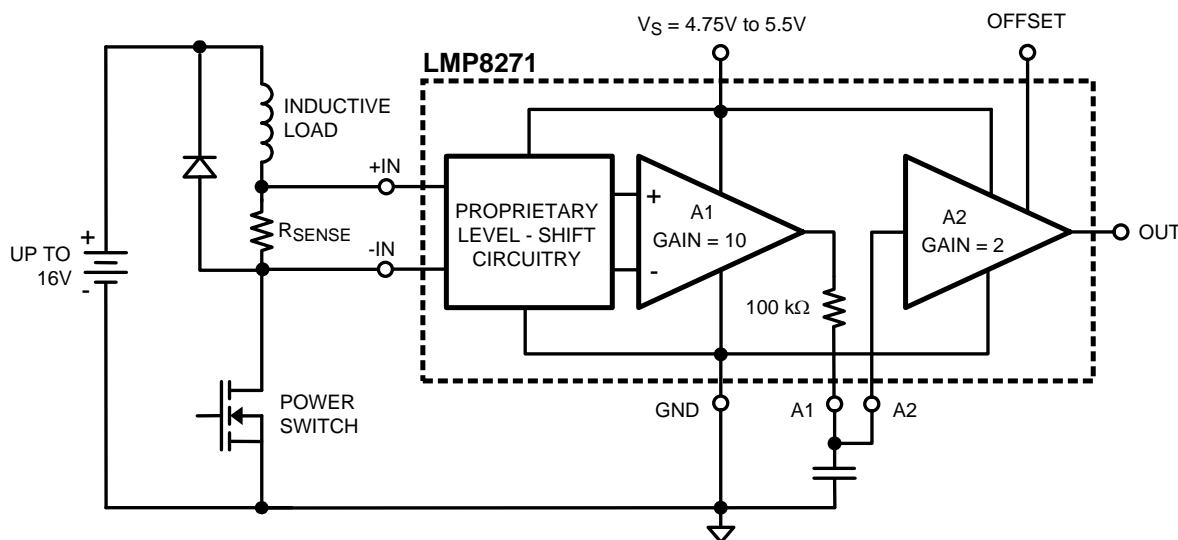 V_S = 4.75V to 5.5V
OFFSET
LMP8271
INDUCTIVE
LOAD
+IN
R_SENSE
-IN
UP TO
16V
+
-
PROPRIETARY
LEVEL - SHIFT
CIRCUITRY
+
-
A1
GAIN = 10
A2
GAIN = 2
OUT
100 kΩ
POWER
SWITCH
GND
A1
A2